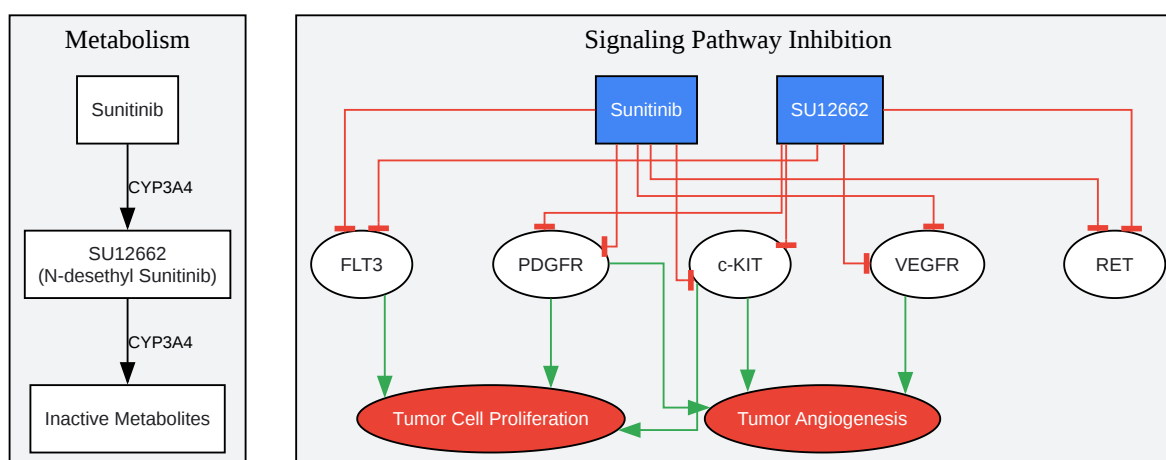 Metabolism
Sunitinib
CYP3A4
SU12662
(N-desethyl Sunitinib)
CYP3A4
Inactive Metabolites
Signaling Pathway Inhibition
Sunitinib
SU12662
FLT3
PDGFR
c-KIT
VEGFR
RET
Tumor Cell Proliferation
Tumor Angiogenesis